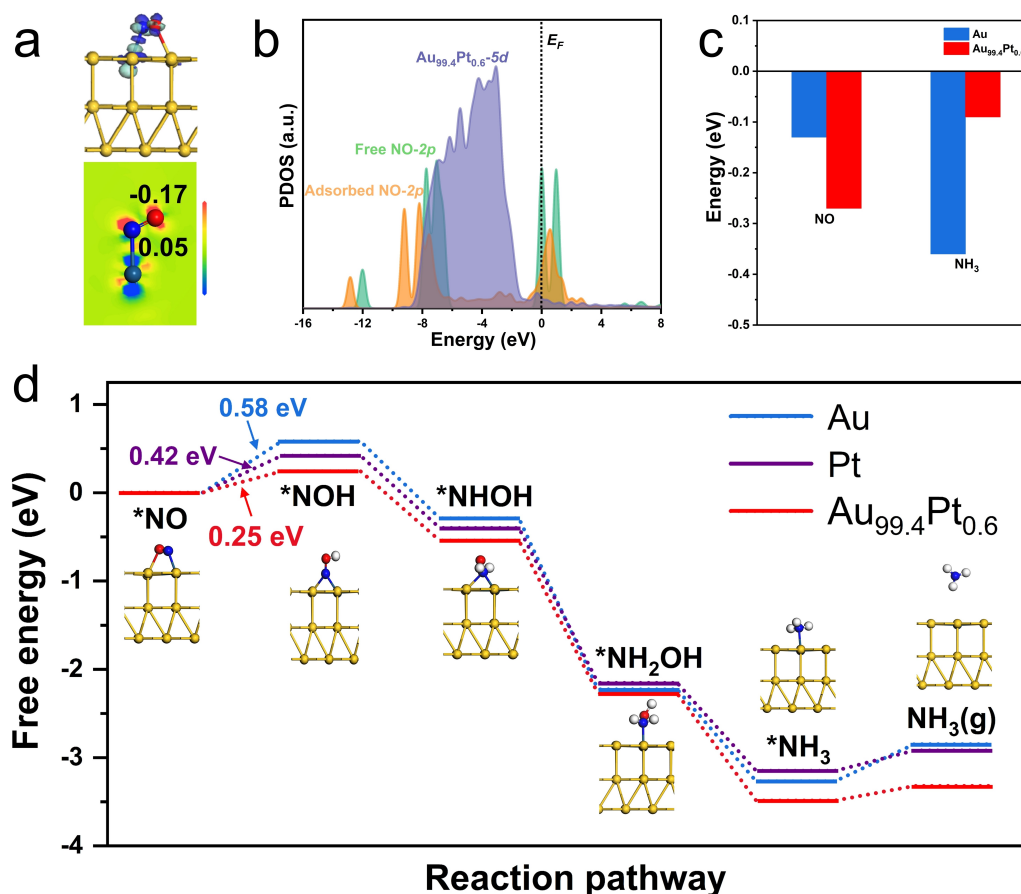 a
-0.17
0.05
b
E_F
Au99.4Pt0.6-5d
Free NO-2p
Adsorbed NO-2p
PDOS (a.u.)
-16 -12 -8 -4 0 4 8
Energy (eV)
c
Au
Au99.4Pt0.6
0.1
0.0
-0.1
-0.2
-0.3
-0.4
-0.5
Energy (eV)
NO
NH3
d
1
0
-1
-2
-3
-4
Free energy (eV)
0.58 eV
0.42 eV
0.25 eV
*NO
*NOH
*NHOH
*NH2OH
*NH3
NH3(g)
Au
Pt
Au99.4Pt0.6
Reaction pathway